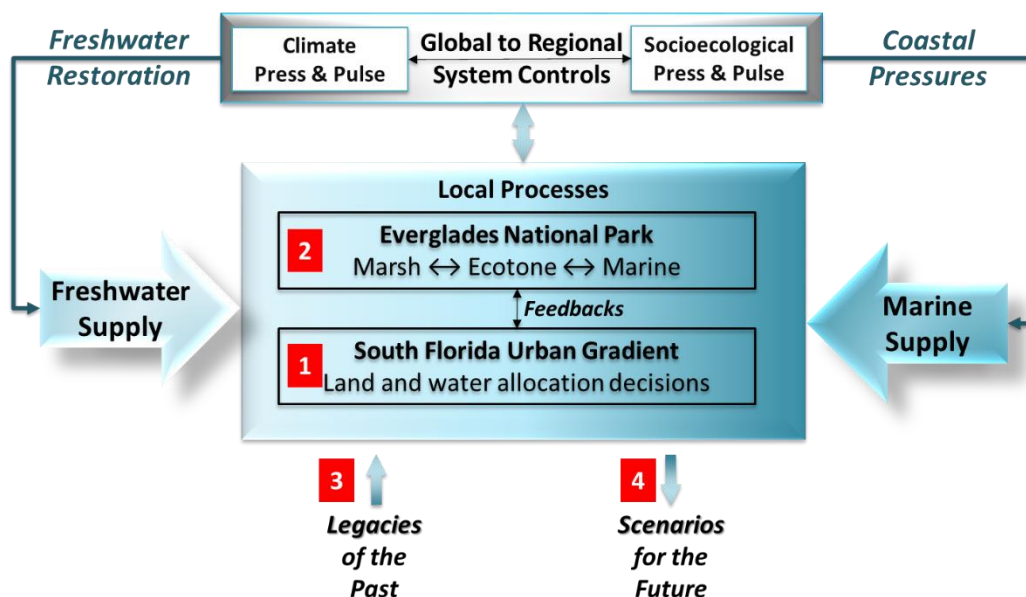 Freshwater
Restoration
Climate
Press & Pulse
Global to Regional
System Controls
Socioecological
Press & Pulse
Coastal
Pressures
Local Processes
2
Everglades National Park
Marsh ↔ Ecotone ↔ Marine
Freshwater
Supply
Feedbacks
Marine
Supply
1
South Florida Urban Gradient
Land and water allocation decisions
3
Legacies
of the
Past
4
Scenarios
for the
Future